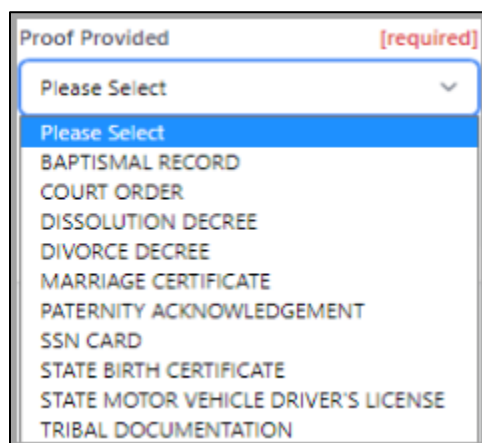 Proof Provided [required]
Please Select
Please Select
BAPTISMAL RECORD
COURT ORDER
DISSOLUTION DECREE
DIVORCE DECREE
MARRIAGE CERTIFICATE
PATERNITY ACKNOWLEDGEMENT
SSN CARD
STATE BIRTH CERTIFICATE
STATE MOTOR VEHICLE DRIVER'S LICENSE
TRIBAL DOCUMENTATION